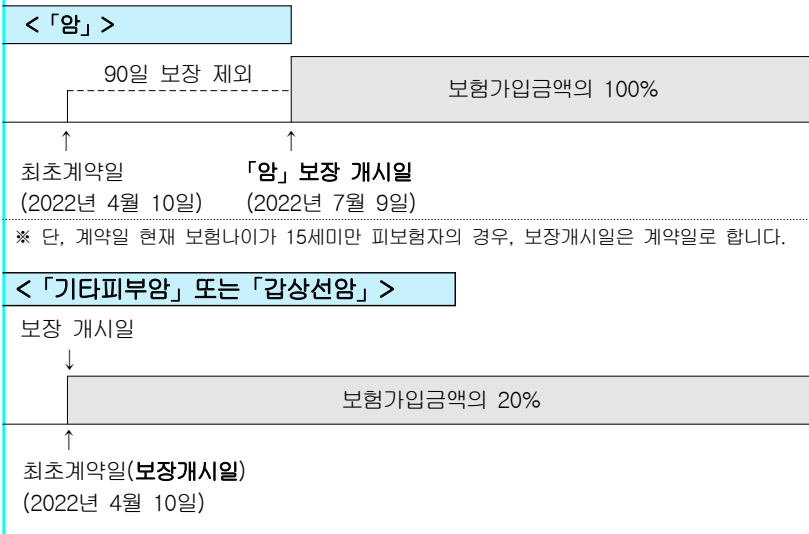 <「암」>
90일 보장 제외
보험가입금액의 100%
↑ ↑
최초계약일 「암」보장 개시일
(2022년 4월 10일) (2022년 7월 9일)
※ 단, 계약일 현재 보험나이가 15세미만 피보험자의 경우, 보장개시일은 계약일로 합니다.
<「기타피부암」또는「갑상선암」>
보장 개시일
↓
보험가입금액의 20%
↑
최초계약일(보장개시일)
(2022년 4월 10일)